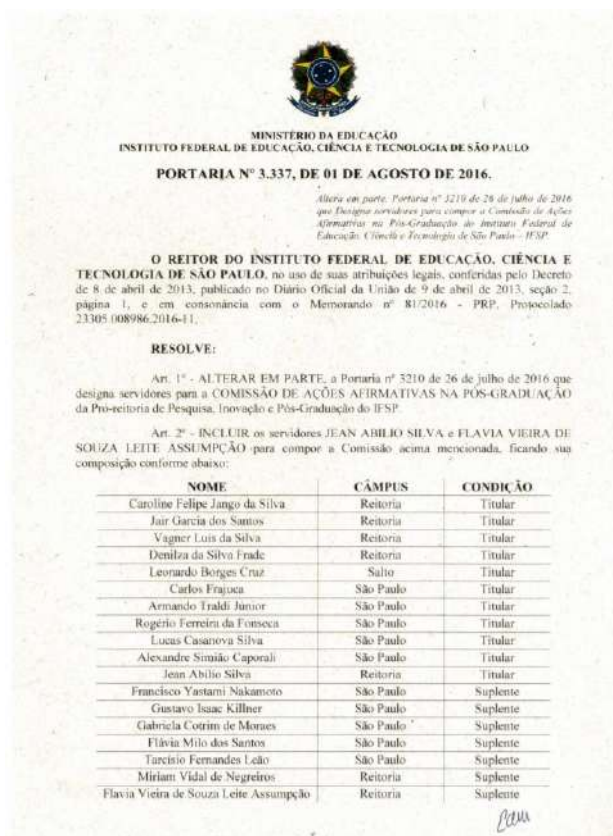 MINISTÉRIO DA EDUCAÇÃO
INSTITUTO FEDERAL DE EDUCAÇÃO, CIÊNCIA E TECNOLOGIA DE SÃO PAULO
PORTARIA Nº 3.337, DE 01 DE AGOSTO DE 2016.
Altera em parte, Portaria nº 3210 de 26 de julho de 2016
que Designa servidores para compor a Comissão de Ações
Afirmativas na Pós-Graduação do Instituto Federal de
Educação, Ciência e Tecnologia de São Paulo – IFSP.
O REITOR DO INSTITUTO FEDERAL DE EDUCAÇÃO, CIÊNCIA E
TECNOLOGIA DE SÃO PAULO, no uso de suas atribuições legais, conferidas pelo Decreto
de 8 de abril de 2013, publicado no Diário Oficial da União de 9 de abril de 2013, seção 2,
página 1, e em consonância com o Memorando nº 81/2016 - PRP, Protocolado
23305.008986.2016-11,
RESOLVE:
Art. 1º - ALTERAR EM PARTE, a Portaria nº 3210 de 26 de julho de 2016 que
designa servidores para a COMISSÃO DE AÇÕES AFIRMATIVAS NA PÓS-GRADUAÇÃO
da Pró-reitoria de Pesquisa, Inovação e Pós-Graduação do IFSP.
Art. 2º - INCLUIR os servidores JEAN ABILIO SILVA e FLAVIA VIEIRA DE
SOUZA LEITE ASSUMPÇÃO para compor a Comissão acima mencionada, ficando sua
composição conforme abaixo:
NOME CÂMPUS CONDIÇÃO
Caroline Felipe Jango da Silva Reitoria Titular
Jair Garcia dos Santos Reitoria Titular
Vagner Luis da Silva Reitoria Titular
Denilza da Silva Frade Reitoria Titular
Leonardo Borges Cruz Salto Titular
Carlos Frajuca São Paulo Titular
Armando Traldi Júnior São Paulo Titular
Rogério Ferreira da Fonseca São Paulo Titular
Lucas Casanova Silva São Paulo Titular
Alexandre Simião Caporali São Paulo Titular
Jean Abilio Silva Reitoria Titular
Francisco Yastami Nakamoto São Paulo Suplente
Gustavo Isaac Killner São Paulo Suplente
Gabriela Cotrim de Moraes São Paulo Suplente
Flávia Milo dos Santos São Paulo Suplente
Tarcísio Fernandes Leão São Paulo Suplente
Miriam Vidal de Negreiros Reitoria Suplente
Flavia Vieira de Souza Leite Assumpção Reitoria Suplente